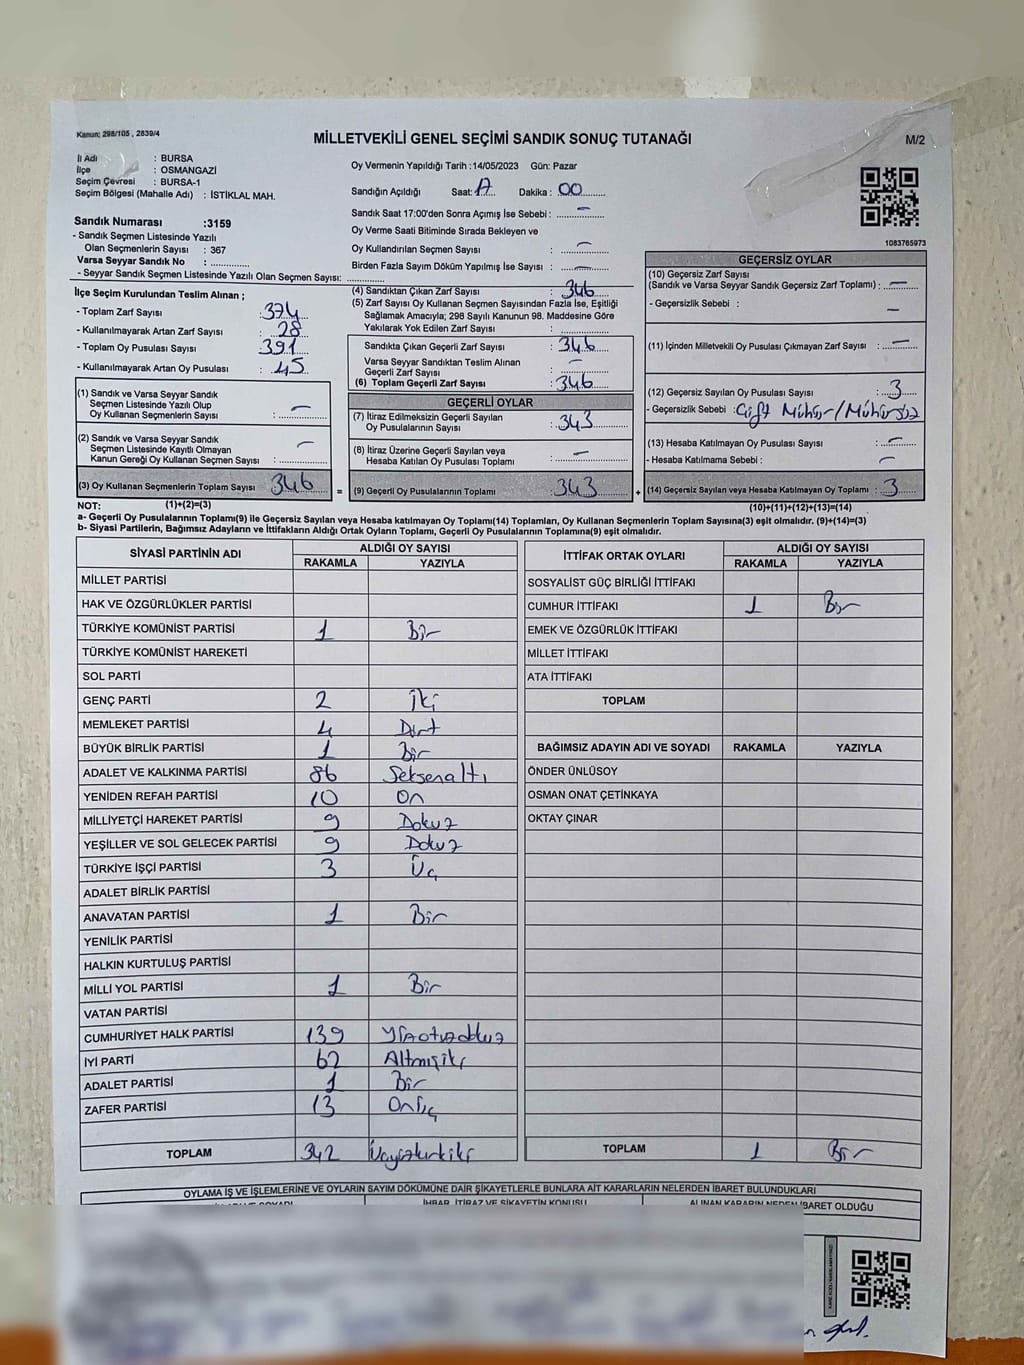 Kanun: 298/105 , 2839/4
MİLLETVEKİLİ GENEL SEÇİMİ SANDIK SONUÇ TUTANAĞI
M/2
İl Adı : BURSA
İlçe : OSMANGAZİ
Seçim Çevresi : BURSA-1
Seçim Bölgesi (Mahalle Adı) : İSTİKLAL MAH.
Sandık Numarası :3159
- Sandık Seçmen Listesinde Yazılı
Olan Seçmenlerin Sayısı : 367
Varsa Seyyar Sandık No :
- Seyyar Sandık Seçmen Listesinde Yazılı Olan Seçmen Sayısı:
Oy Vermenin Yapıldığı Tarih :14/05/2023 Gün: Pazar
Sandığın Açıldığı Saat: Dakika : 00
Sandık Saat 17:00'den Sonra Açmış İse Sebebi : —
Oy Verme Saati Bitiminde Sırada Bekleyen ve
Oy Kullandırılan Seçmen Sayısı : —
Birden Fazla Sayım Döküm Yapılmış İse Sayısı : —
1083765973
İlçe Seçim Kurulundan Teslim Alınan ;
- Toplam Zarf Sayısı : 374
- Kullanılmayarak Artan Zarf Sayısı : 28
- Toplam Oy Pusulası Sayısı : 391
- Kullanılmayarak Artan Oy Pusulası : 45
(1) Sandık ve Varsa Seyyar Sandık
Seçmen Listesinde Yazılı Olup
Oy Kullanan Seçmenlerin Sayısı : —
(2) Sandık ve Varsa Seyyar Sandık
Seçmen Listesinde Kayıtlı Olmayan
Kanun Gereği Oy Kullanan Seçmen Sayısı : —
(3) Oy Kullanan Seçmenlerin Toplam Sayısı : 346
(1)+(2)=(3)
(4) Sandıktan Çıkan Zarf Sayısı : 346
(5) Zarf Sayısı Oy Kullanan Seçmen Sayısından Fazla İse, Eşitliği
Sağlamak Amacıyla; 298 Sayılı Kanunun 98. Maddesine Göre
Yakılarak Yok Edilen Zarf Sayısı :
Sandıkta Çıkan Geçerli Zarf Sayısı : 346
Varsa Seyyar Sandıktan Teslim Alınan
Geçerli Zarf Sayısı : —
(6) Toplam Geçerli Zarf Sayısı : 346
GEÇERLİ OYLAR
(7) İtiraz Edilmeksizin Geçerli Sayılan
Oy Pusulalarının Sayısı : 343
(8) İtiraz Üzerine Geçerli Sayılan veya
Hesaba Katılan Oy Pusulası Toplamı : —
= (9) Geçerli Oy Pusulalarının Toplamı : 343 +
GEÇERSİZ OYLAR
(10) Geçersiz Zarf Sayısı
(Sandık ve Varsa Seyyar Sandık Geçersiz Zarf Toplamı) : —
- Geçersizlik Sebebi : —
(11) İçinden Milletvekili Oy Pusulası Çıkmayan Zarf Sayısı : —
(12) Geçersiz Sayılan Oy Pusulası Sayısı : 3
- Geçersizlik Sebebi : Çift Mühür/Mühürsüz
(13) Hesaba Katılmayan Oy Pusulası Sayısı : —
- Hesaba Katılmama Sebebi : —
(14) Geçersiz Sayılan veya Hesaba Katılmayan Oy Toplamı : 3
(10)+(11)+(12)+(13)=(14)
NOT:
a- Geçerli Oy Pusulalarının Toplamı(9) ile Geçersiz Sayılan veya Hesaba katılmayan Oy Toplamı(14) Toplamları, Oy Kullanan Seçmenlerin Toplam Sayısına(3) eşit olmalıdır. (9)+(14)=(3)
b- Siyasi Partilerin, Bağımsız Adayların ve İttifakların Aldığı Ortak Oyların Toplamı, Geçerli Oy Pusulalarının Toplamına(9) eşit olmalıdır.
SİYASİ PARTİNİN ADI ALDIĞI OY SAYISI
RAKAMLA YAZIYLA
MİLLET PARTİSİ
HAK VE ÖZGÜRLÜKLER PARTİSİ
TÜRKİYE KOMÜNİST PARTİSİ 1 Bir
TÜRKİYE KOMÜNİST HAREKETİ
SOL PARTİ
GENÇ PARTİ 2 İki
MEMLEKET PARTİSİ 4 Dört
BÜYÜK BİRLİK PARTİSİ 1 Bir
ADALET VE KALKINMA PARTİSİ 86 Seksenaltı
YENİDEN REFAH PARTİSİ 10 On
MİLLİYETÇİ HAREKET PARTİSİ 9 Dokuz
YEŞİLLER VE SOL GELECEK PARTİSİ 9 Dokuz
TÜRKİYE İŞÇİ PARTİSİ 3 Üç
ADALET BİRLİK PARTİSİ
ANAVATAN PARTİSİ 1 Bir
YENİLİK PARTİSİ
HALKIN KURTULUŞ PARTİSİ
MİLLİ YOL PARTİSİ 1 Bir
VATAN PARTİSİ
CUMHURİYET HALK PARTİSİ 139 Yüzotuzdokuz
İYİ PARTİ 62 Altmışiki
ADALET PARTİSİ 1 Bir
ZAFER PARTİSİ 13 Onüç
TOPLAM 342 Üçyüzkırkiki
İTTİFAK ORTAK OYLARI ALDIĞI OY SAYISI
RAKAMLA YAZIYLA
SOSYALİST GÜÇ BİRLİĞİ İTTİFAKI
CUMHUR İTTİFAKI 1 Bir
EMEK VE ÖZGÜRLÜK İTTİFAKI
MİLLET İTTİFAKI
ATA İTTİFAKI
TOPLAM
BAĞIMSIZ ADAYIN ADI VE SOYADI RAKAMLA YAZIYLA
ÖNDER ÜNLÜSOY
OSMAN ONAT ÇETİNKAYA
OKTAY ÇINAR
TOPLAM 1 Bir
OYLAMA İŞ VE İŞLEMLERİNE VE OYLARIN SAYIM DÖKÜMÜNE DAİR ŞİKAYETLERLE BUNLARA AİT KARARLARIN NELERDEN İBARET BULUNDUKLARI
İHBAR, İTİRAZ VE ŞİKAYETİN KONUSU ALINAN KARARIN NEDEN İBARET OLDUĞU